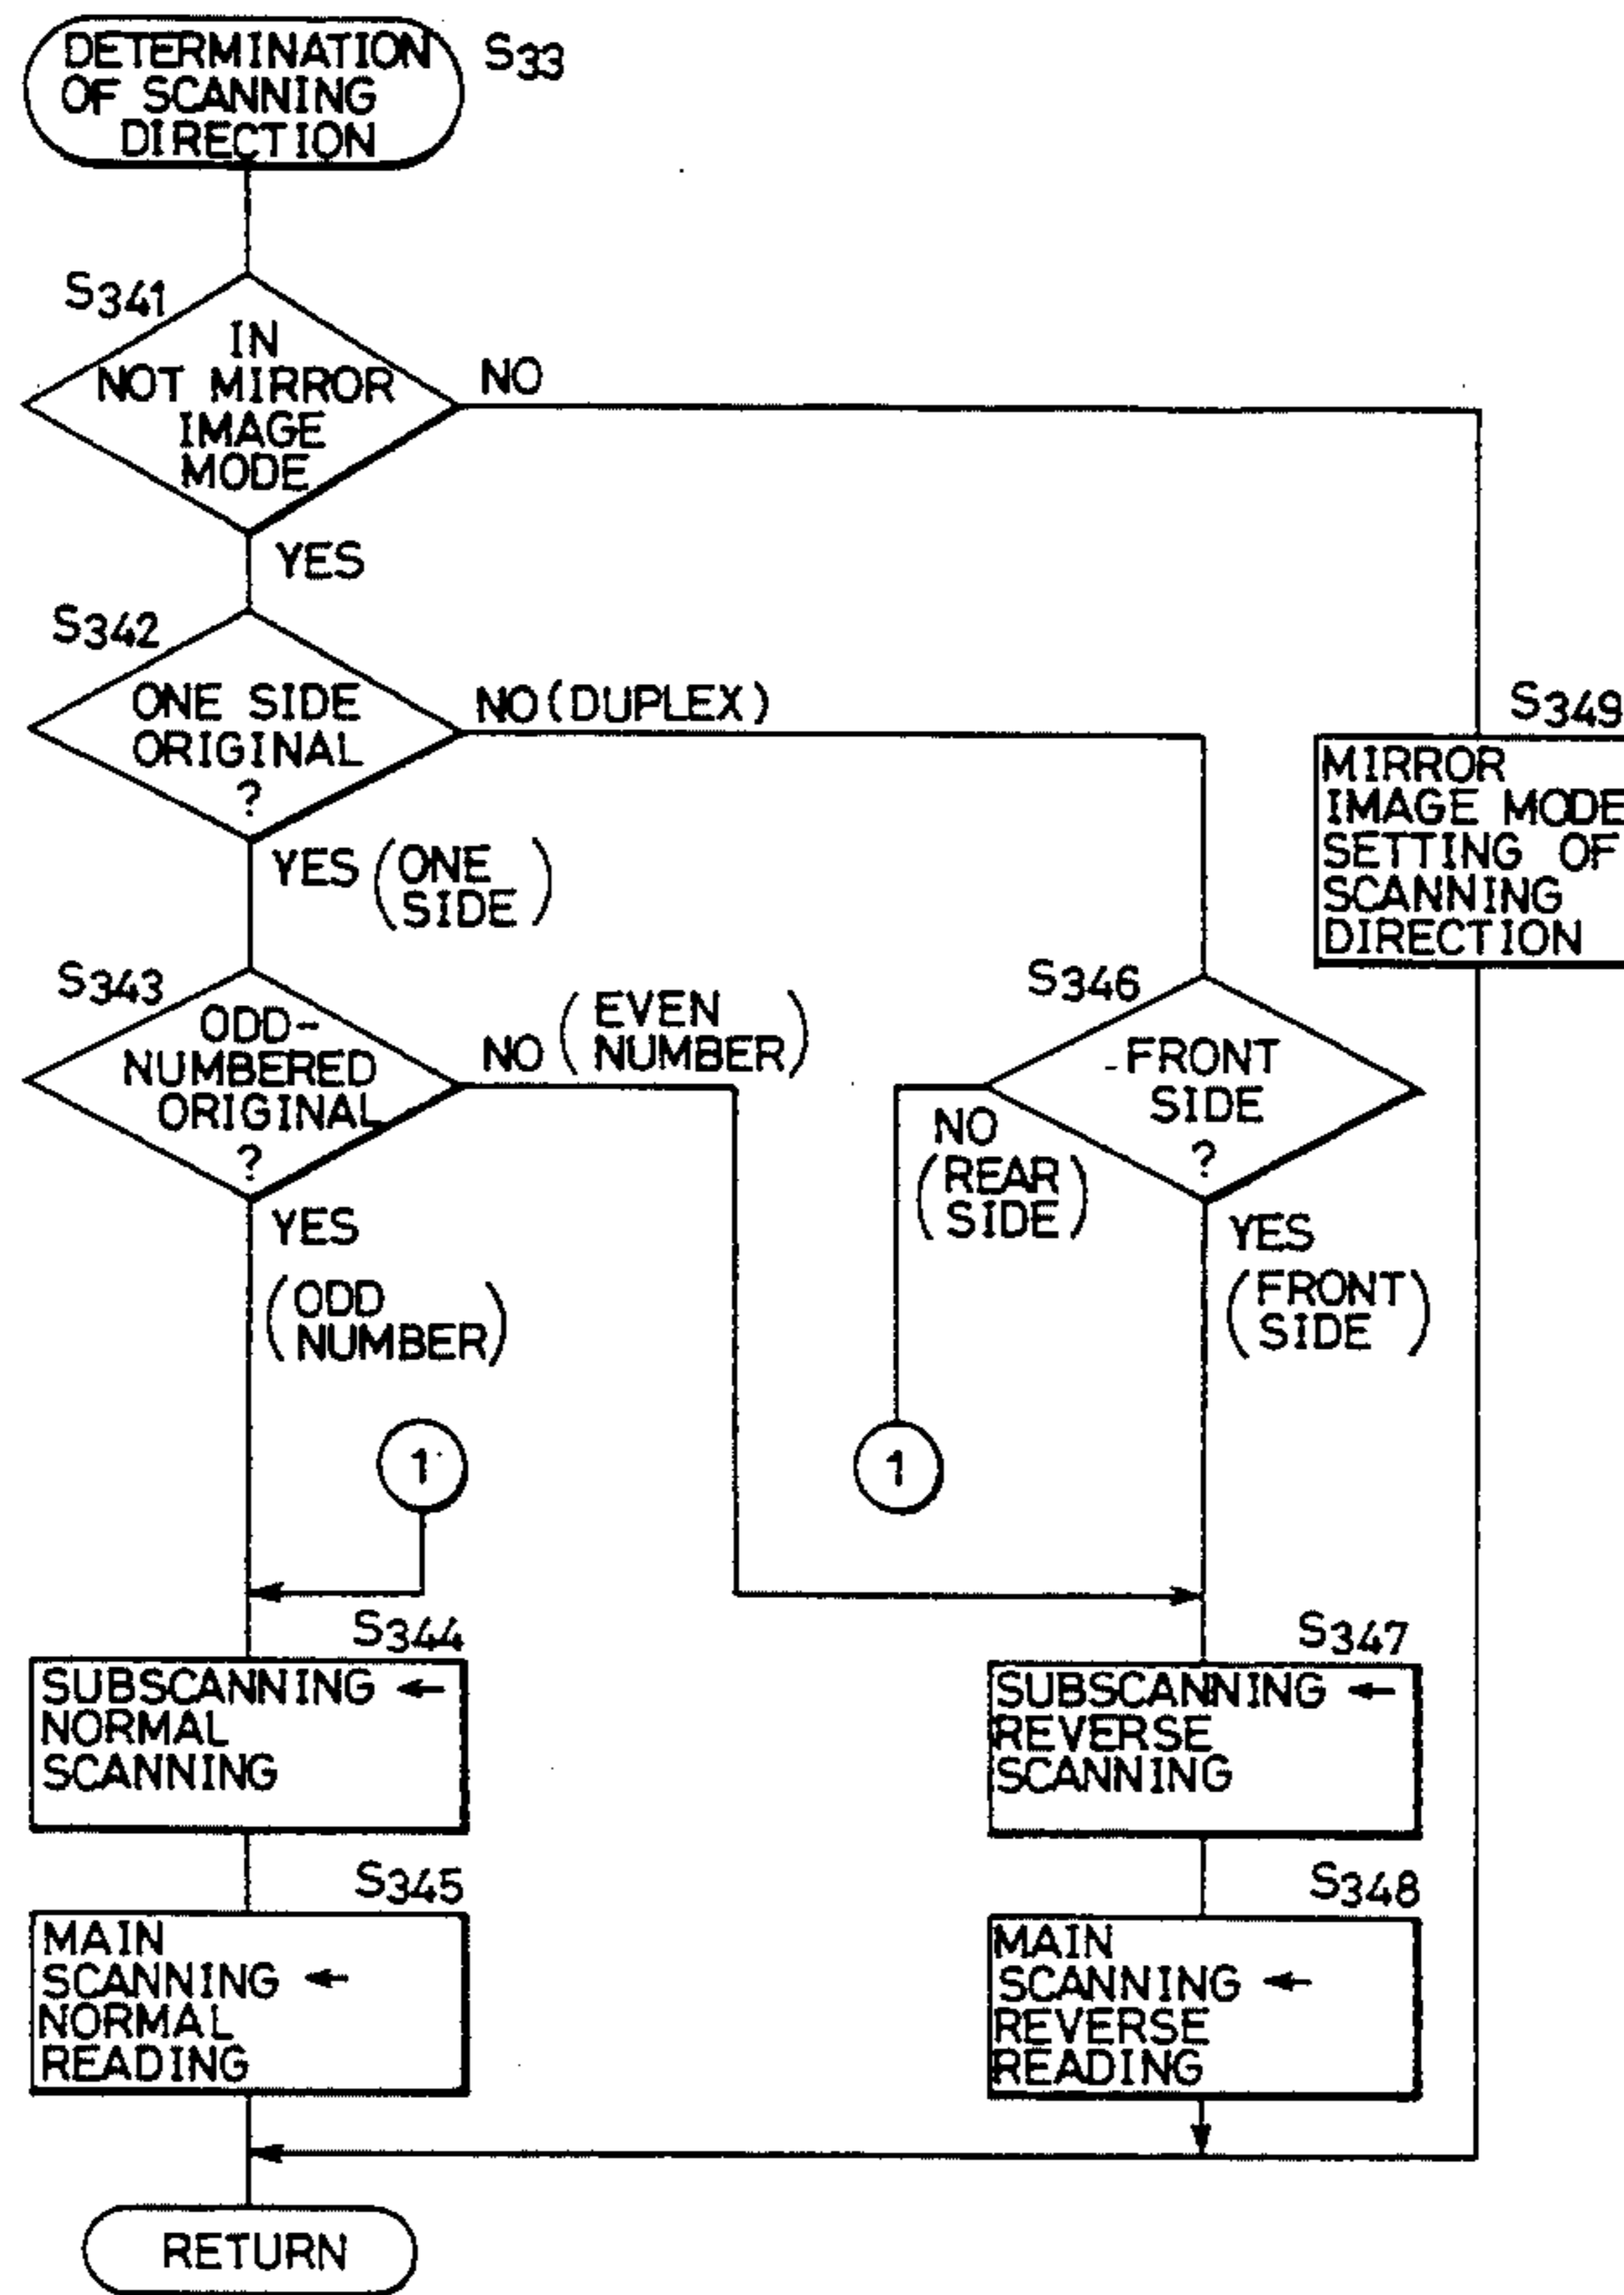 DETERMINATION
OF SCANNING
DIRECTION
S33
S341
IN
NOT MIRROR
IMAGE
MODE
NO
YES
S342
ONE SIDE
ORIGINAL
?
NO (DUPLEX)
YES (ONE
SIDE)
S349
MIRROR
IMAGE MODE
SETTING OF
SCANNING
DIRECTION
S343
ODD-
NUMBERED
ORIGINAL
?
NO (EVEN
NUMBER)
YES
(ODD
NUMBER)
S346
FRONT
SIDE
?
NO
(REAR
SIDE)
YES
(FRONT
SIDE)
1
1
S344
SUBSCANNING ←
NORMAL
SCANNING
S347
SUBSCANNING ←
REVERSE
SCANNING
S345
MAIN
SCANNING ←
NORMAL
READING
S348
MAIN
SCANNING ←
REVERSE
READING
RETURN